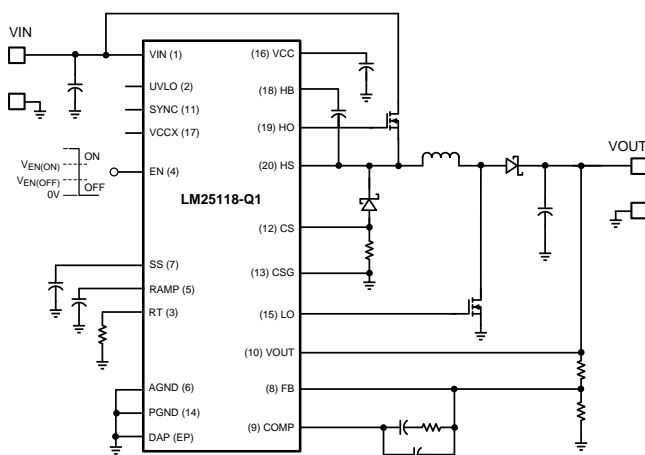 VIN
VIN (1)
UVLO (2)
SYNC (11)
VCCX (17)
ON
VEN(ON)
VEN(OFF)
OFF
0V
EN (4)
LM25118-Q1
SS (7)
RAMP (5)
RT (3)
AGND (6)
PGND (14)
DAP (EP)
(16) VCC
(18) HB
(19) HO
(20) HS
(12) CS
(13) CSG
(15) LO
(10) VOUT
(8) FB
(9) COMP
VOUT